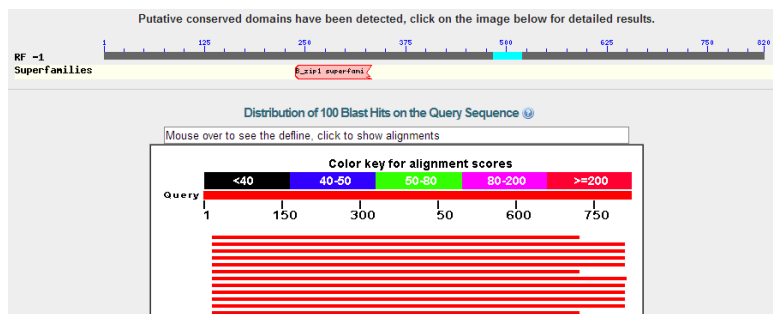 Putative conserved domains have been detected, click on the image below for detailed results.
1 125 250 375 500 625 750 820
RF -1
Superfamilies
B_zip1 superfami
Distribution of 100 Blast Hits on the Query Sequence
Mouse over to see the defline, click to show alignments
Color key for alignment scores
<40 40-50 50-80 80-200 >=200
Query
1 150 300 50 600 750